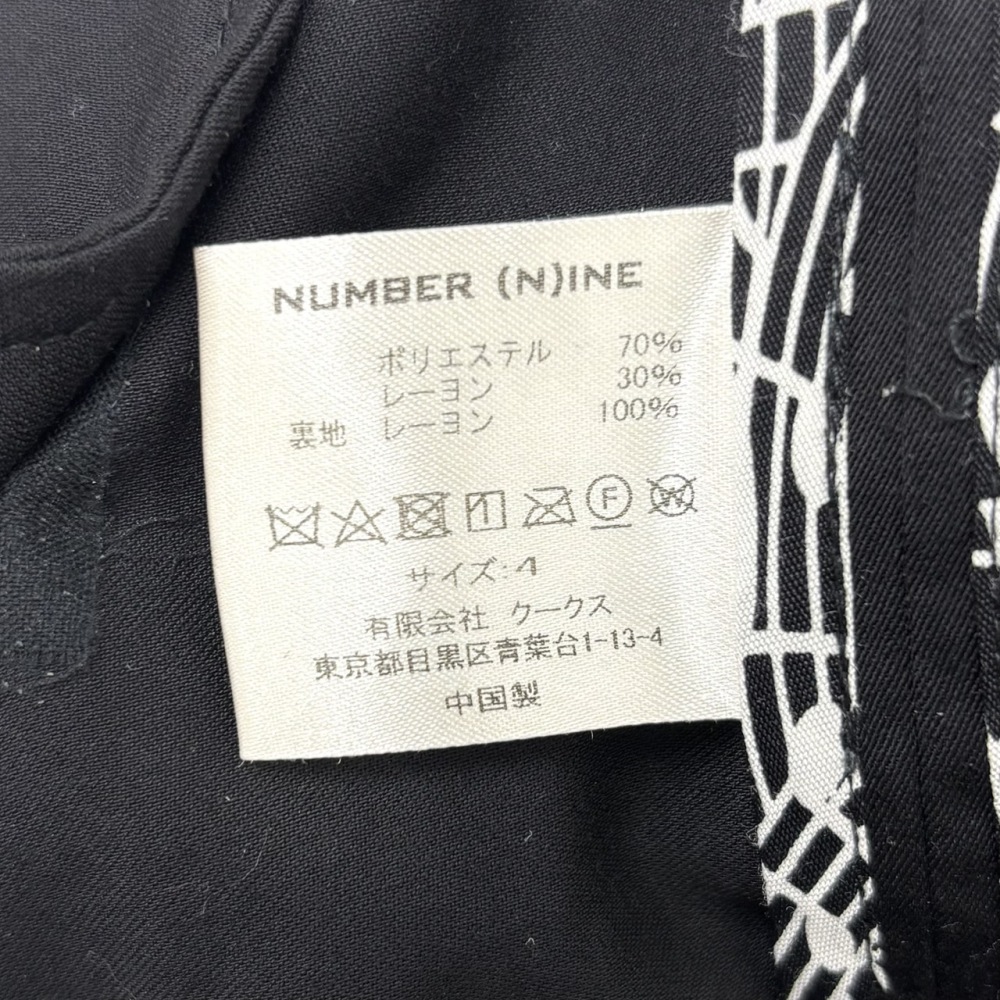 NUMBER (N)INE
ポリエステル 70%
レーヨン 30%
裏地 レーヨン 100%
F W
サイズ:4
有限会社 クークス
東京都目黒区青葉台1-13-4
中国製